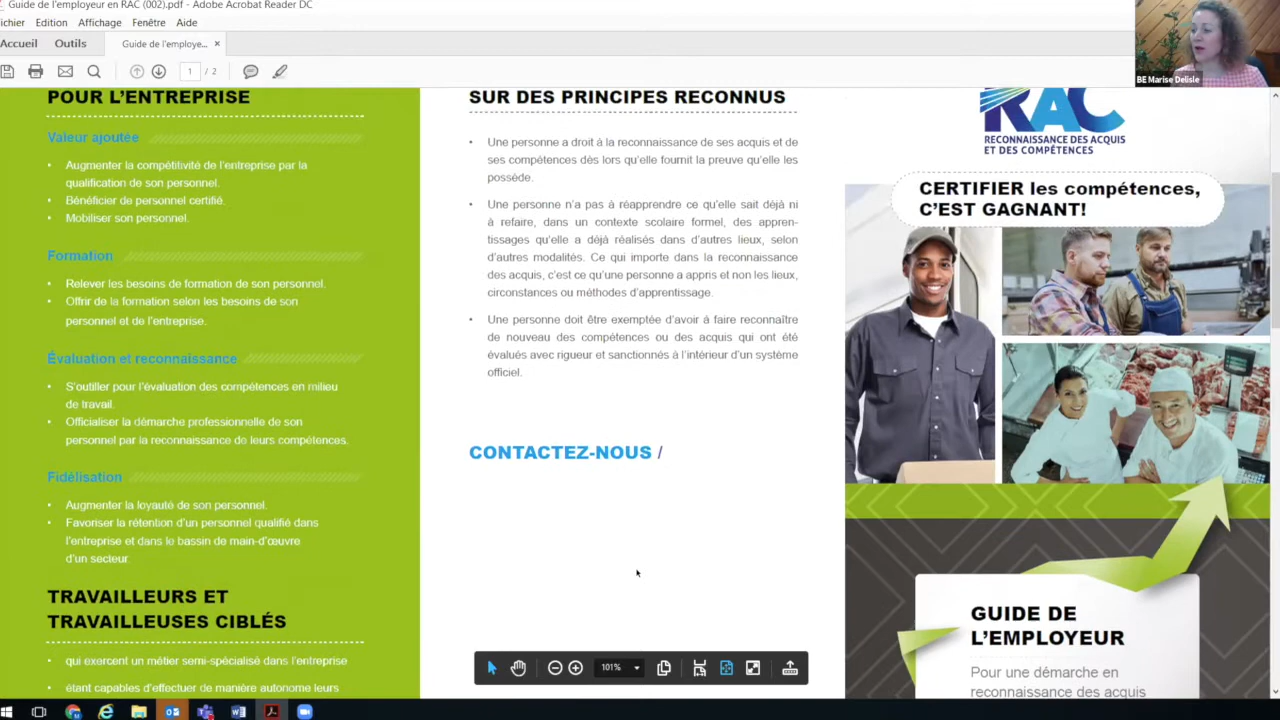 Guide de l'employeur en RAC (002).pdf - Adobe Acrobat Reader DC
ichier Edition Affichage Fenêtre Aide
Accueil Outils Guide de l'employe... ×
1 / 2
BE Marise Delisle
POUR L'ENTREPRISE
Valeur ajoutée
• Augmenter la compétitivité de l'entreprise par la
qualification de son personnel.
• Bénéficier de personnel certifié.
• Mobiliser son personnel.
Formation
• Relever les besoins de formation de son personnel.
• Offrir de la formation selon les besoins de son
personnel et de l'entreprise.
Évaluation et reconnaissance
• S'outiller pour l'évaluation des compétences en milieu
de travail.
• Officialiser la démarche professionnelle de son
personnel par la reconnaissance de leurs compétences.
Fidélisation
• Augmenter la loyauté de son personnel.
• Favoriser la rétention d'un personnel qualifié dans
l'entreprise et dans le bassin de main-d'œuvre
d'un secteur.
TRAVAILLEURS ET
TRAVAILLEUSES CIBLÉS
• qui exercent un métier semi-spécialisé dans l'entreprise
• étant capables d'effectuer de manière autonome leurs
SUR DES PRINCIPES RECONNUS
• Une personne a droit à la reconnaissance de ses acquis et de
ses compétences dès lors qu'elle fournit la preuve qu'elle les
possède.
• Une personne n'a pas à réapprendre ce qu'elle sait déjà ni
à refaire, dans un contexte scolaire formel, des appren-
tissages qu'elle a déjà réalisés dans d'autres lieux, selon
d'autres modalités. Ce qui importe dans la reconnaissance
des acquis, c'est ce qu'une personne a appris et non les lieux,
circonstances ou méthodes d'apprentissage.
• Une personne doit être exemptée d'avoir à faire reconnaître
de nouveau des compétences ou des acquis qui ont été
évalués avec rigueur et sanctionnés à l'intérieur d'un système
officiel.
CONTACTEZ-NOUS /
101%
RAC
RECONNAISSANCE DES ACQUIS
ET DES COMPÉTENCES
CERTIFIER les compétences,
C'EST GAGNANT!
GUIDE DE
L'EMPLOYEUR
Pour une démarche en
reconnaissance des acquis